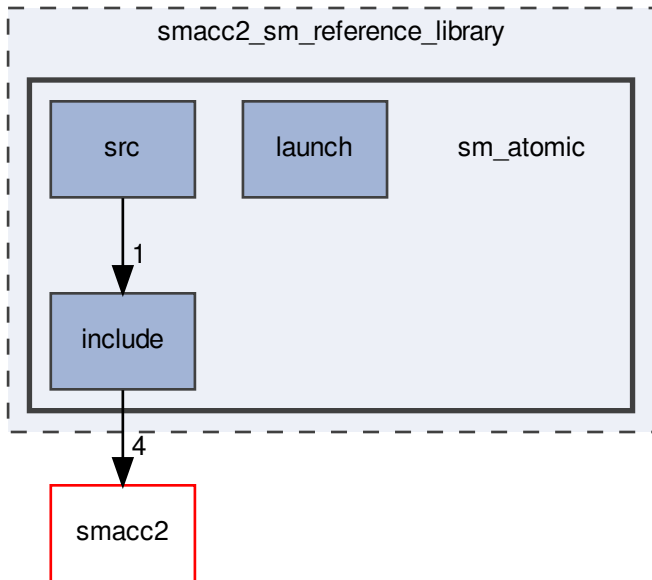 smacc2_sm_reference_library
src
launch
sm_atomic
1
include
4
smacc2